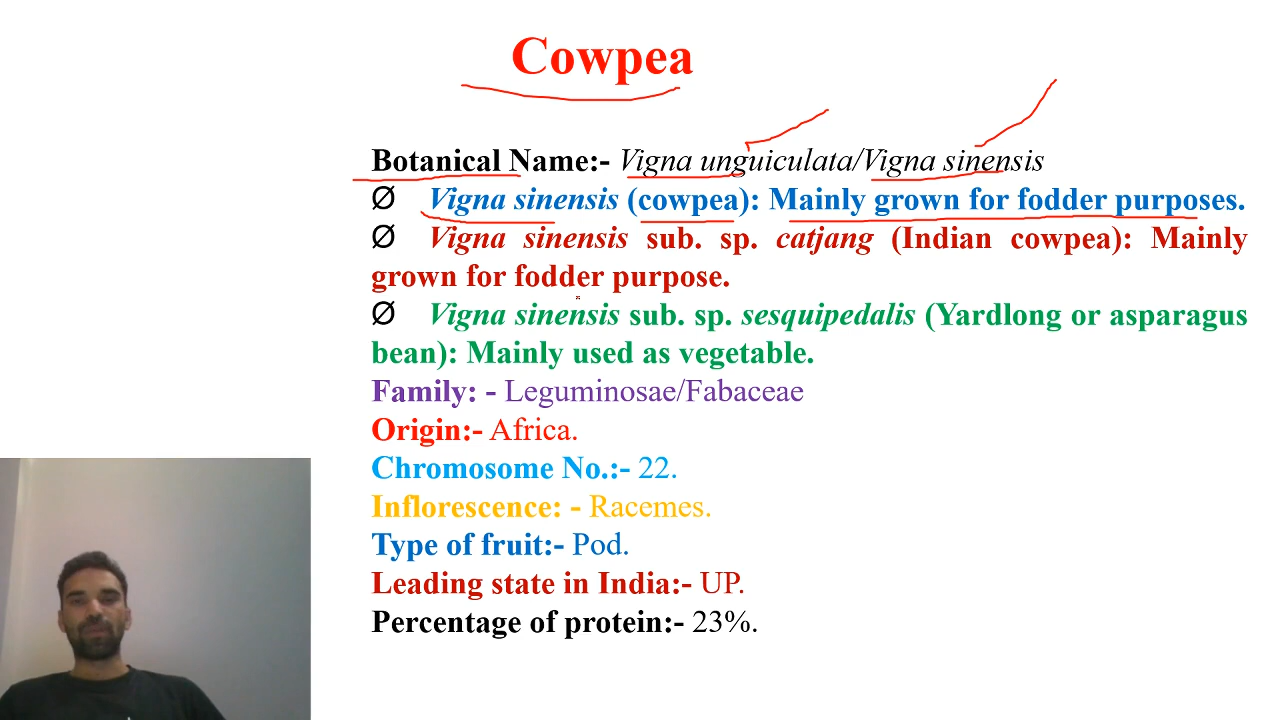 Cowpea
Botanical Name:- Vigna unguiculata/Vigna sinensis
Ø Vigna sinensis (cowpea): Mainly grown for fodder purposes.
Ø Vigna sinensis sub. sp. catjang (Indian cowpea): Mainly
grown for fodder purpose.
Ø Vigna sinensis sub. sp. sesquipedalis (Yardlong or asparagus
bean): Mainly used as vegetable.
Family: - Leguminosae/Fabaceae
Origin:- Africa.
Chromosome No.:- 22.
Inflorescence: - Racemes.
Type of fruit:- Pod.
Leading state in India:- UP.
Percentage of protein:- 23%.